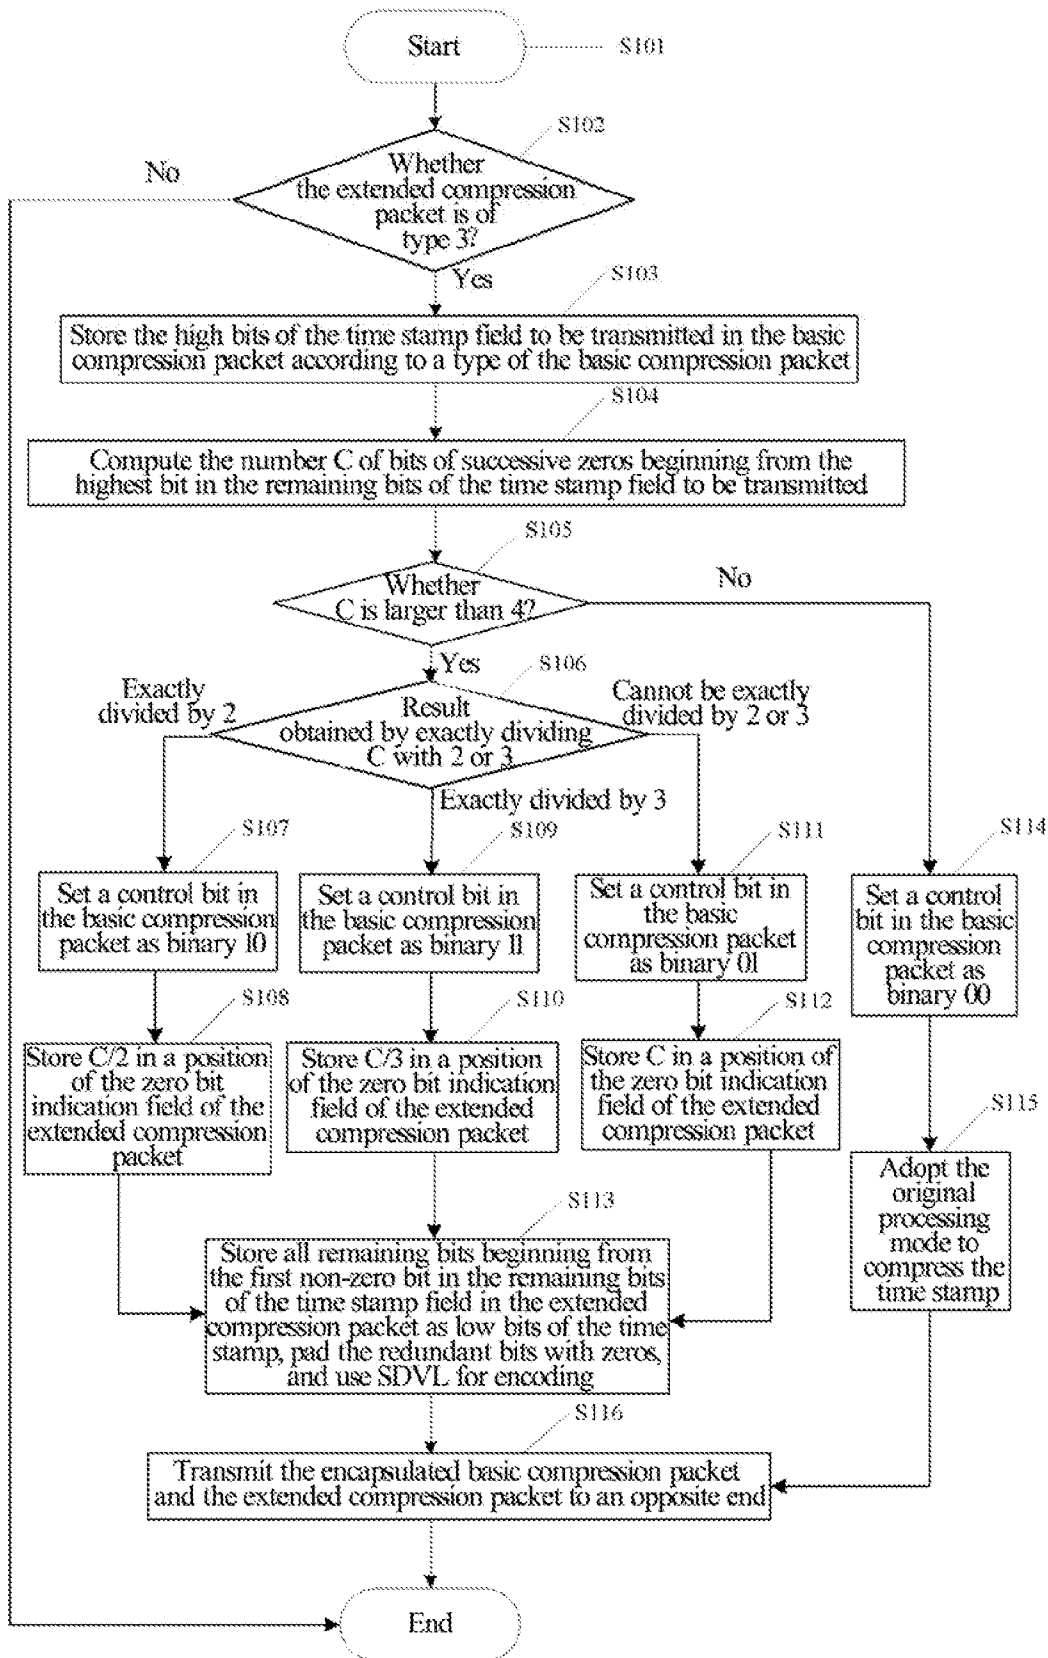 Start
S101
S102
No
Whether
the extended compression
packet is of
type 3?
Yes
S103
Store the high bits of the time stamp field to be transmitted in the basic
compression packet according to a type of the basic compression packet
S104
Compute the number C of bits of successive zeros beginning from the
highest bit in the remaining bits of the time stamp field to be transmitted
S105
Whether
C is larger than 4?
No
Yes
S106
Exactly
divided by 2
Result
obtained by exactly dividing
C with 2 or 3
Cannot be exactly
divided by 2 or 3
Exactly divided by 3
S107
S109
S111
S114
Set a control bit in
the basic compression
packet as binary 10
Set a control bit in
the basic compression
packet as binary 11
Set a control bit in
the basic
compression packet
as binary 01
Set a control
bit in the basic
compression
packet as
binary 00
S108
S110
S112
S115
Store C/2 in a position
of the zero bit
indication field of the
extended compression
packet
Store C/3 in a position
of the zero bit indication
field of the extended
compression packet
Store C in a position of
the zero bit indication
field of the extended
compression packet
Adopt the
original
processing
mode to
compress the
time stamp
S113
Store all remaining bits beginning from
the first non-zero bit in the remaining bits
of the time stamp field in the extended
compression packet as low bits of the time
stamp, pad the redundant bits with zeros,
and use SDVL for encoding
S116
Transmit the encapsulated basic compression packet
and the extended compression packet to an opposite end
End